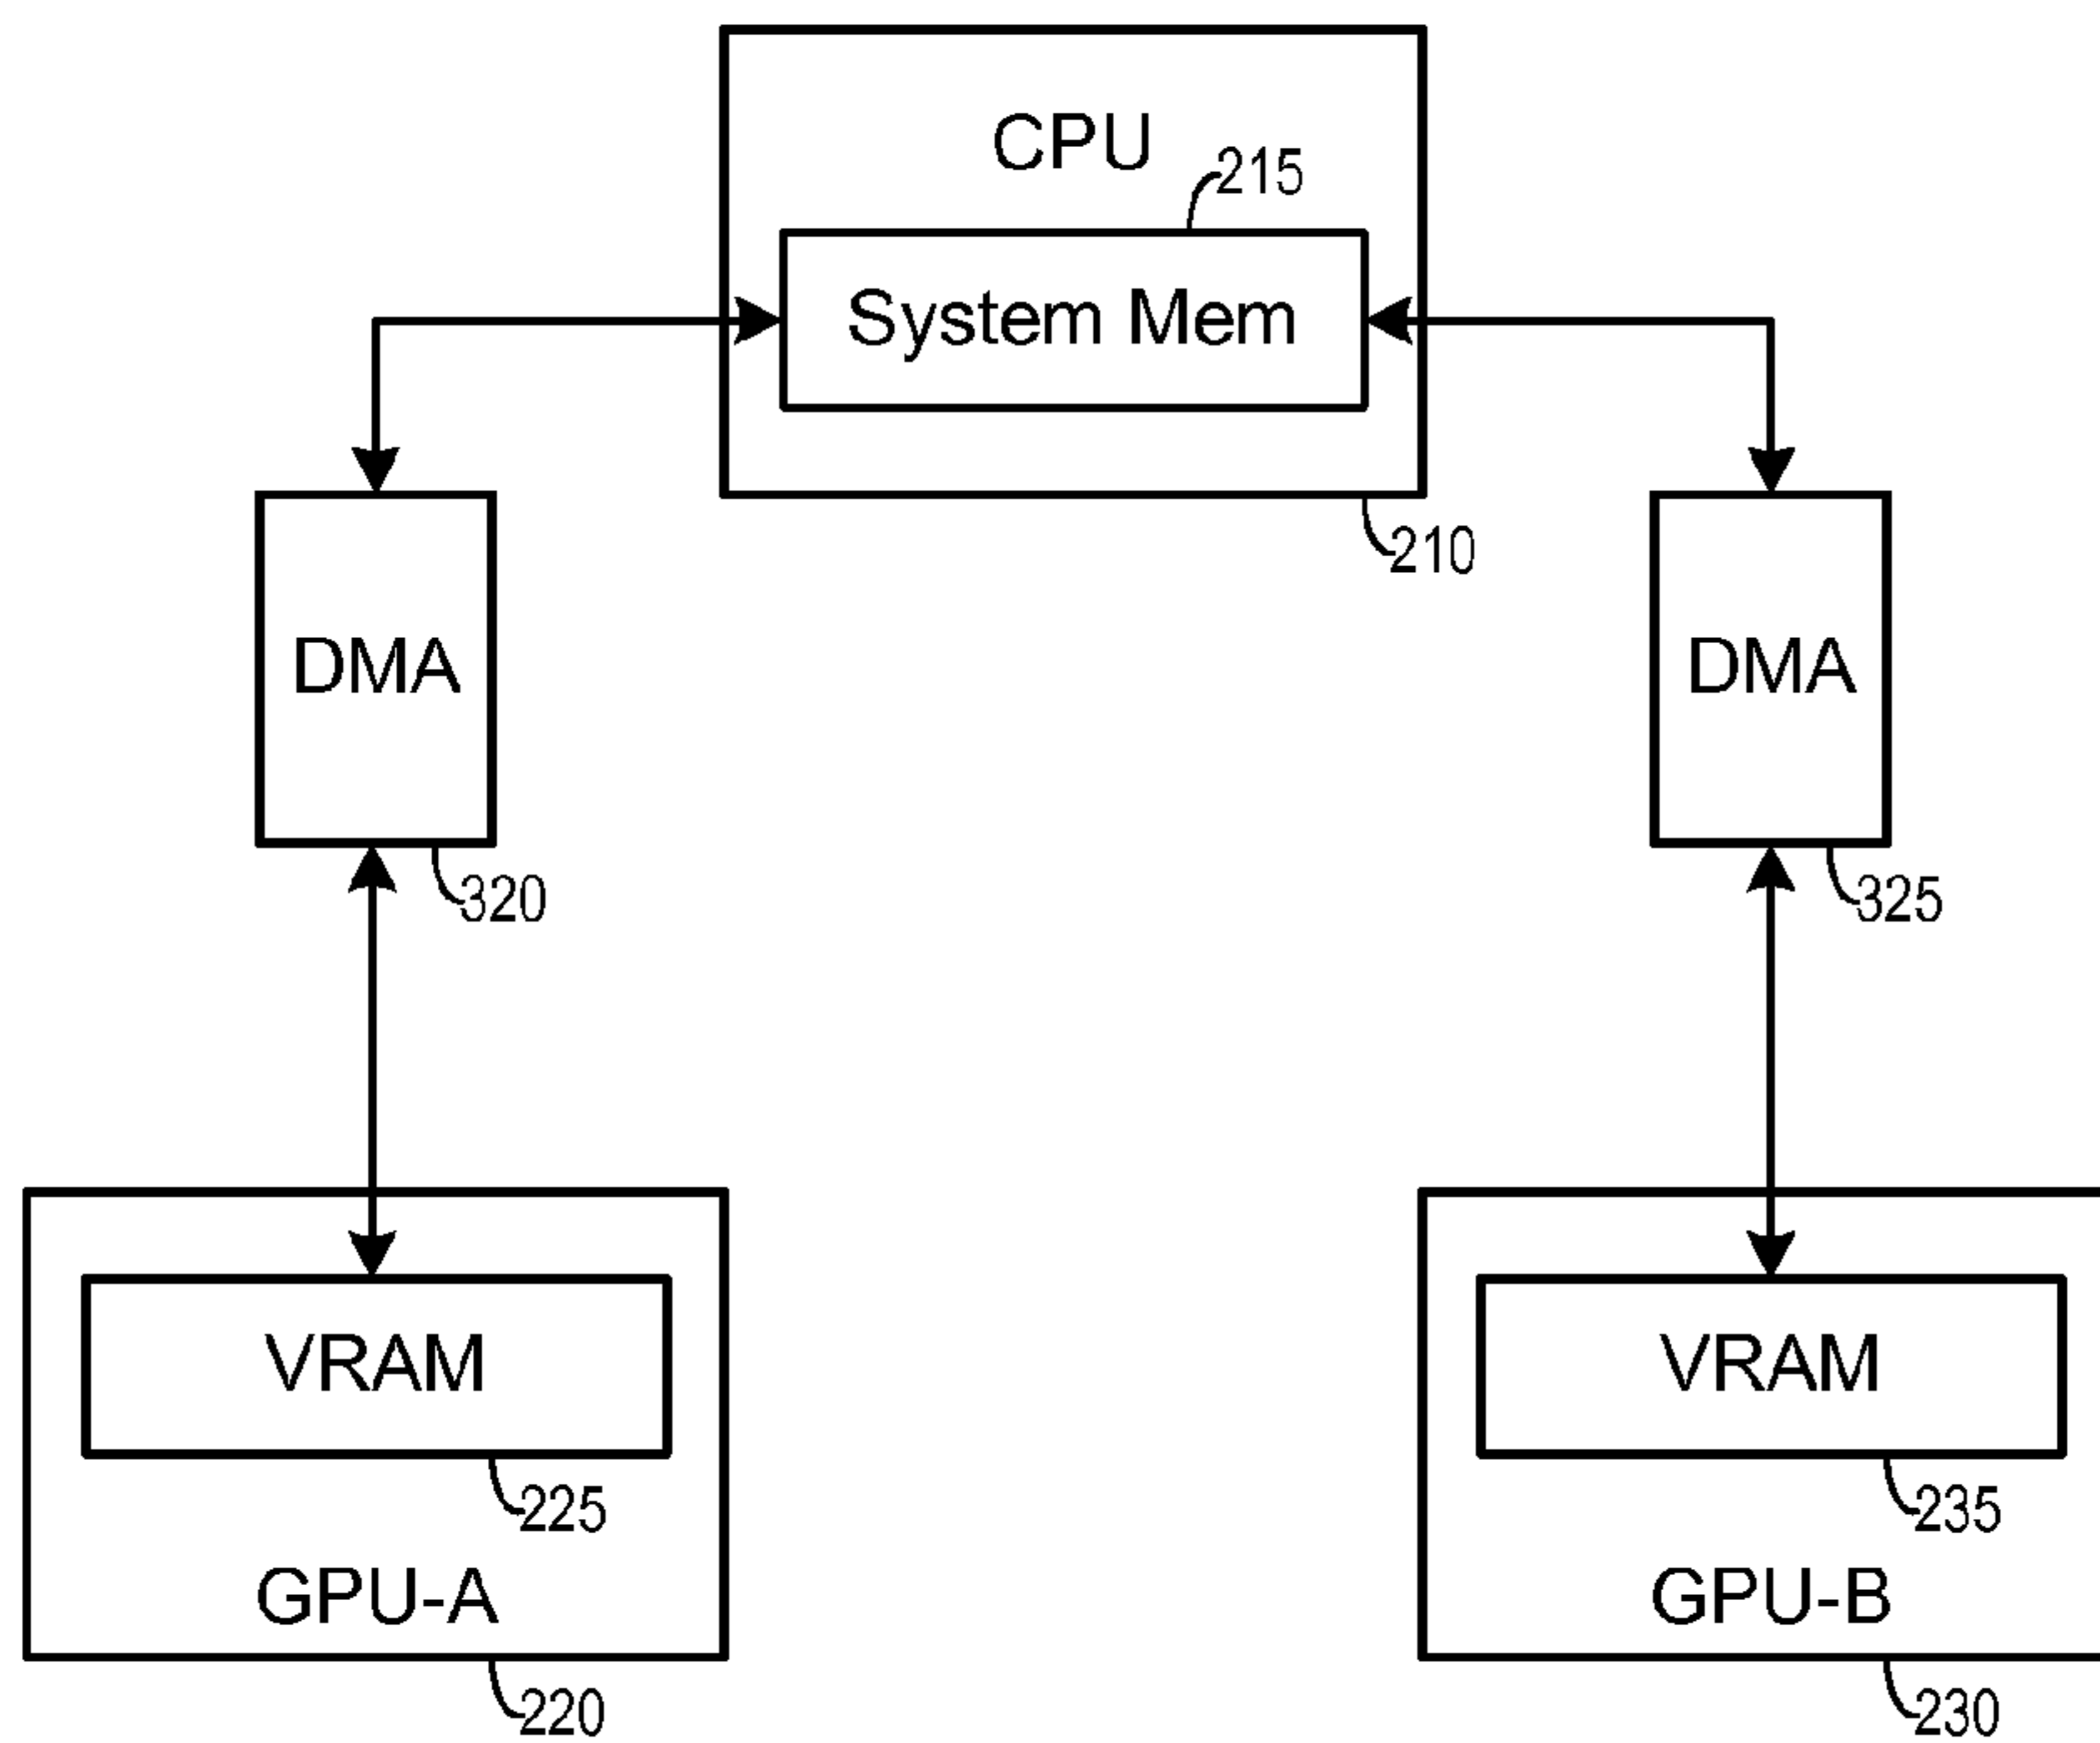 CPU
215
System Mem
210
DMA
DMA
320
325
VRAM
VRAM
225
235
GPU-A
GPU-B
220
230